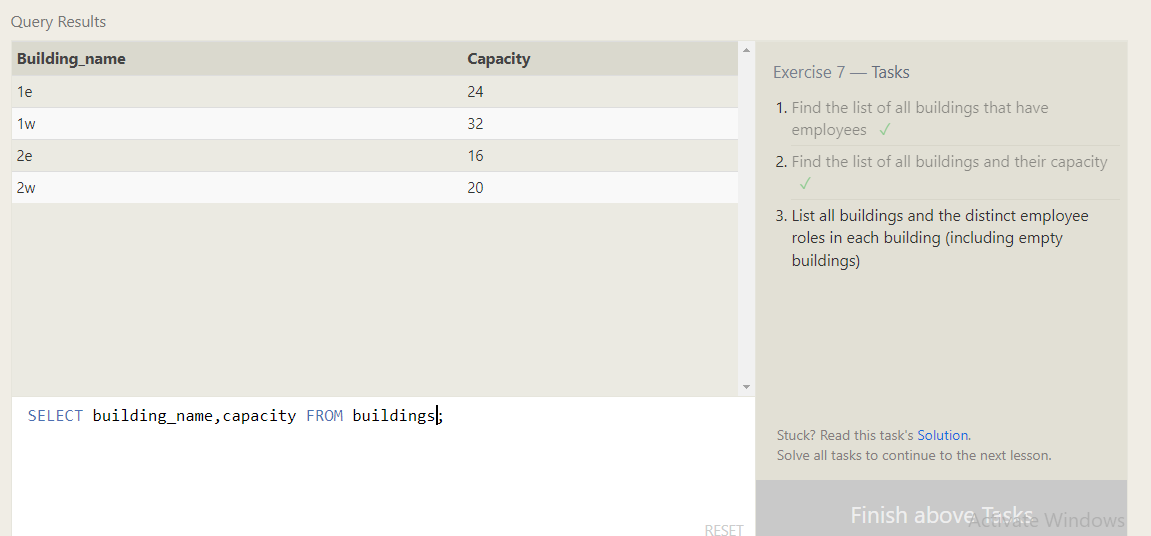 Query Results
Building_name Capacity
1e 24
1w 32
2e 16
2w 20
SELECT building_name,capacity FROM buildings;
RESET
Exercise 7 — Tasks
1. Find the list of all buildings that have
employees ✓
2. Find the list of all buildings and their capacity
✓
3. List all buildings and the distinct employee
roles in each building (including empty
buildings)
Stuck? Read this task's Solution.
Solve all tasks to continue to the next lesson.
Finish above Tasks
Activate Windows